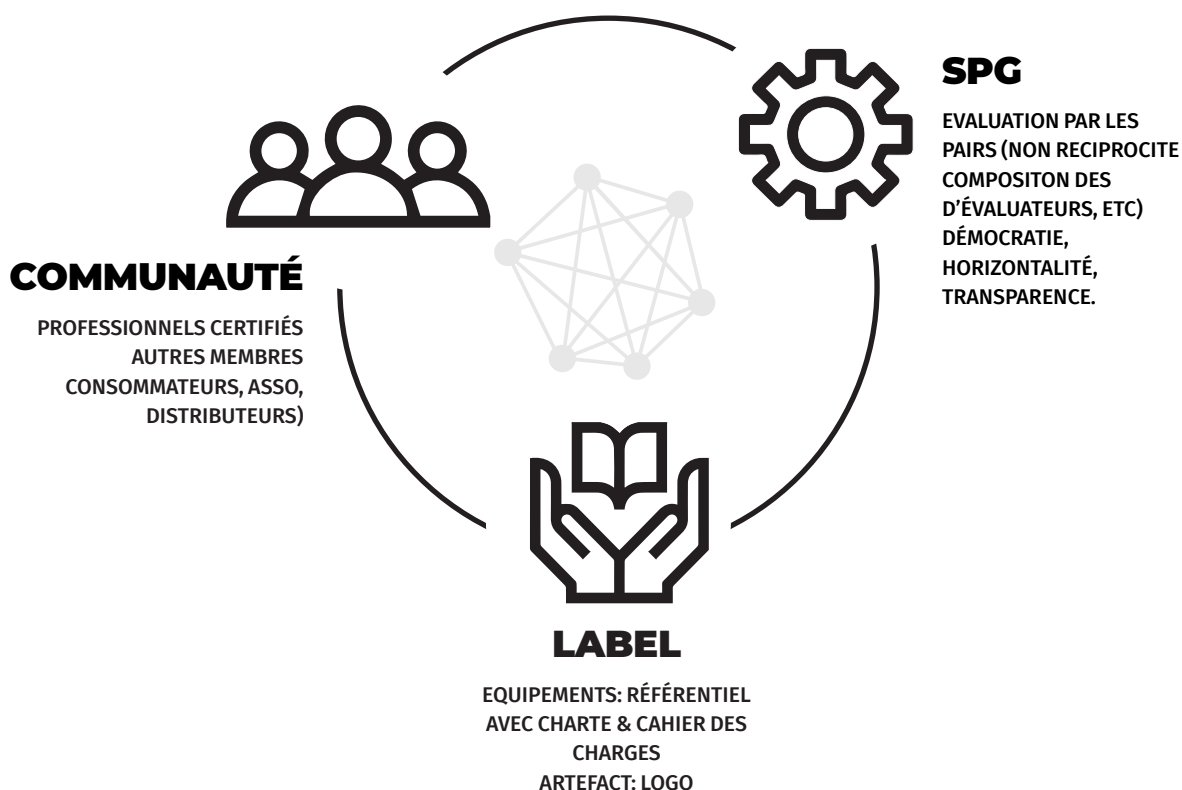 SPG
EVALUATION PAR LES
PAIRS (NON RECIPROCITE
COMPOSITON DES
D'ÉVALUATEURS, ETC)
DÉMOCRATIE,
HORIZONTALITÉ,
TRANSPARENCE.
COMMUNAUTÉ
PROFESSIONNELS CERTIFIÉS
AUTRES MEMBRES
CONSOMMATEURS, ASSO,
DISTRIBUTEURS)
LABEL
EQUIPEMENTS: RÉFÉRENTIEL
AVEC CHARTE & CAHIER DES
CHARGES
ARTEFACT: LOGO